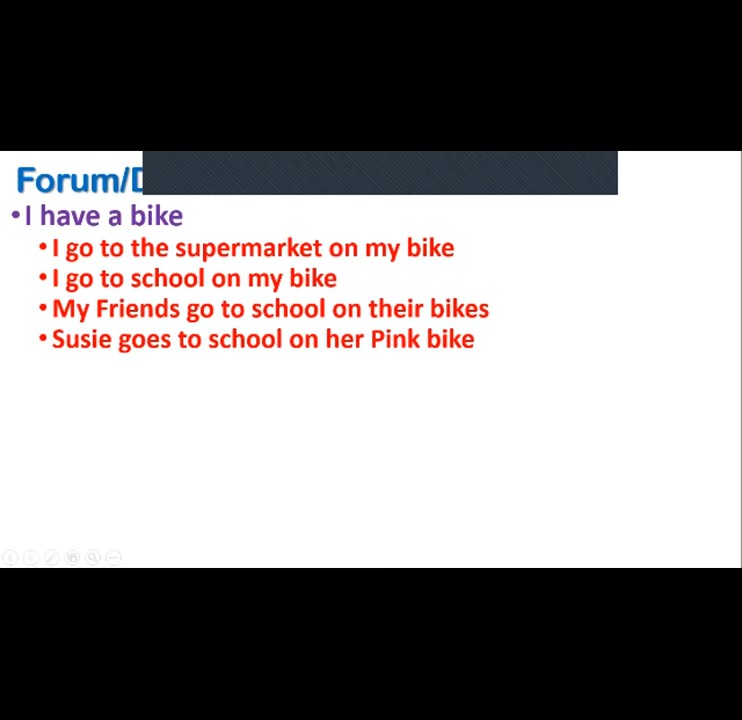 Forum/
•I have a bike
•I go to the supermarket on my bike
•I go to school on my bike
•My Friends go to school on their bikes
•Susie goes to school on her Pink bike